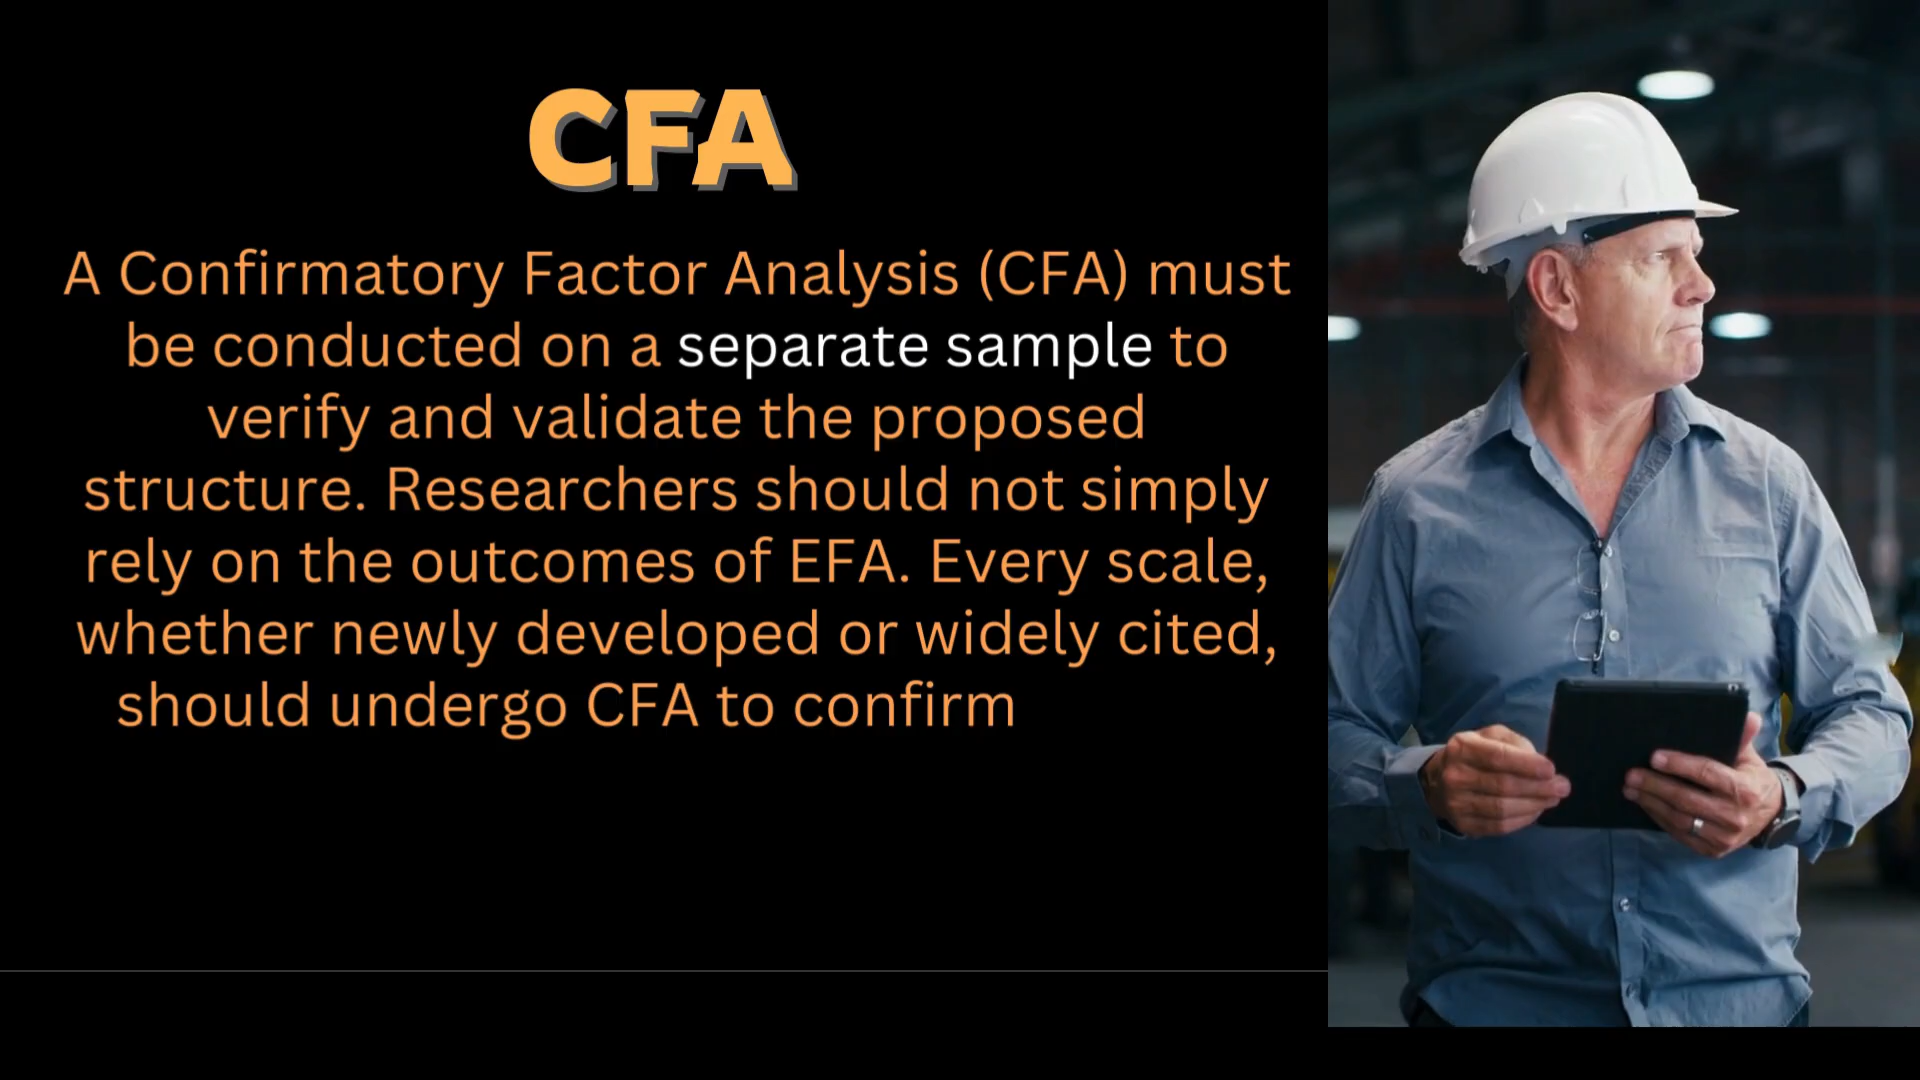 CFA
A Confirmatory Factor Analysis (CFA) must
be conducted on a separate sample to
verify and validate the proposed
structure. Researchers should not simply
rely on the outcomes of EFA. Every scale,
whether newly developed or widely cited,
should undergo CFA to confirm